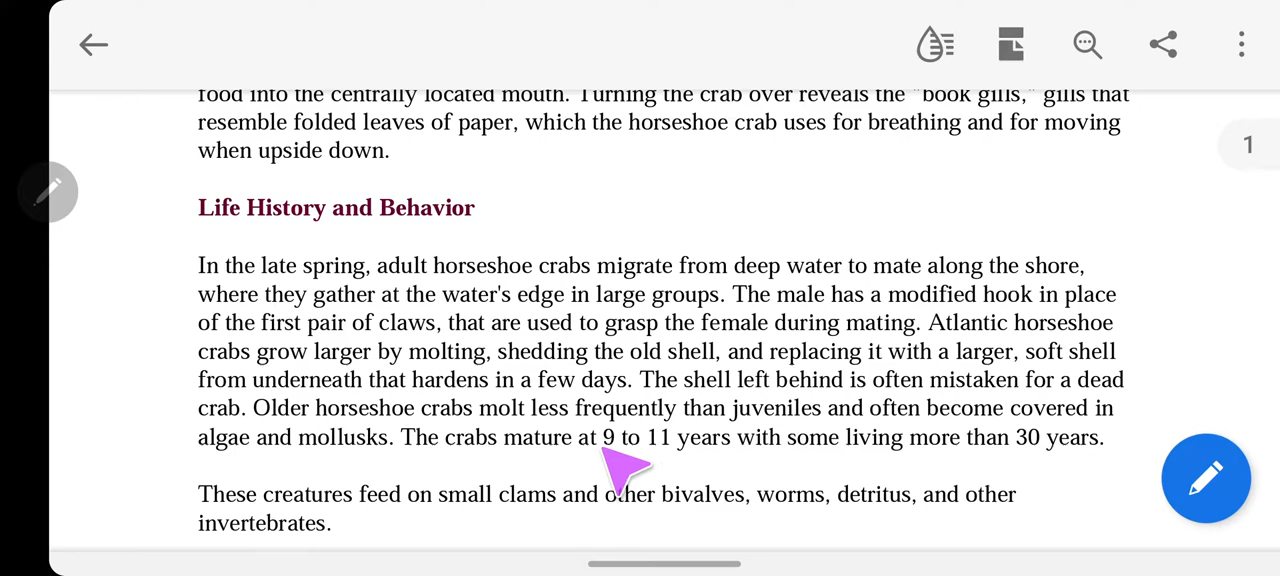 food into the centrally located mouth. Turning the crab over reveals the "book gills," gills that
resemble folded leaves of paper, which the horseshoe crab uses for breathing and for moving
when upside down.
1
Life History and Behavior
In the late spring, adult horseshoe crabs migrate from deep water to mate along the shore,
where they gather at the water's edge in large groups. The male has a modified hook in place
of the first pair of claws, that are used to grasp the female during mating. Atlantic horseshoe
crabs grow larger by molting, shedding the old shell, and replacing it with a larger, soft shell
from underneath that hardens in a few days. The shell left behind is often mistaken for a dead
crab. Older horseshoe crabs molt less frequently than juveniles and often become covered in
algae and mollusks. The crabs mature at 9 to 11 years with some living more than 30 years.
These creatures feed on small clams and other bivalves, worms, detritus, and other
invertebrates.